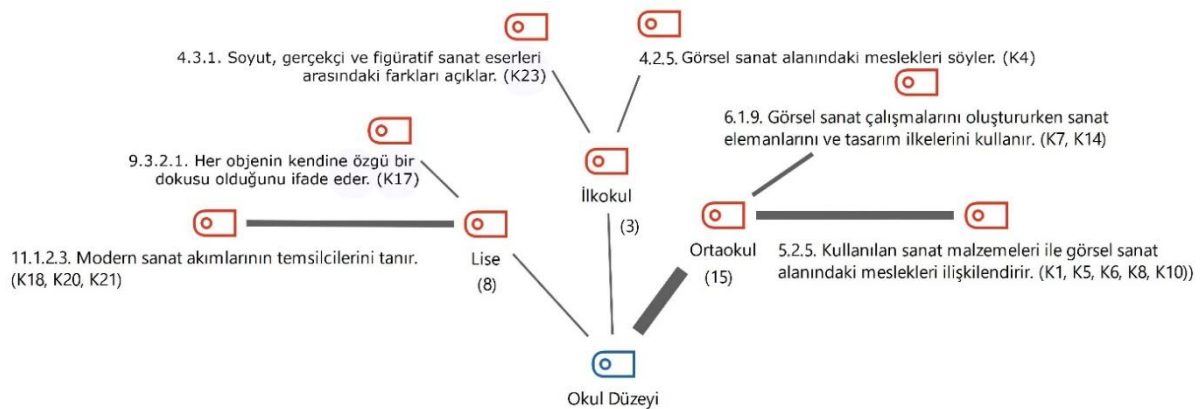 4.3.1. Soyut, gerçekçi ve figüratif sanat eserleri
arasındaki farkları açıklar. (K23)
4.2.5. Görsel sanat alanındaki meslekleri söyler. (K4)
6.1.9. Görsel sanat çalışmalarını oluştururken sanat
elemanlarını ve tasarım ilkelerini kullanır. (K7, K14)
9.3.2.1. Her objenin kendine özgü bir
dokusu olduğunu ifade eder. (K17)
İlkokul
(3)
11.1.2.3. Modern sanat akımlarının temsilcilerini tanır.
(K18, K20, K21)
Lise
(8)
Ortaokul
(15)
5.2.5. Kullanılan sanat malzemeleri ile görsel sanat
alanındaki meslekleri ilişkilendirir. (K1, K5, K6, K8, K10))
Okul Düzeyi